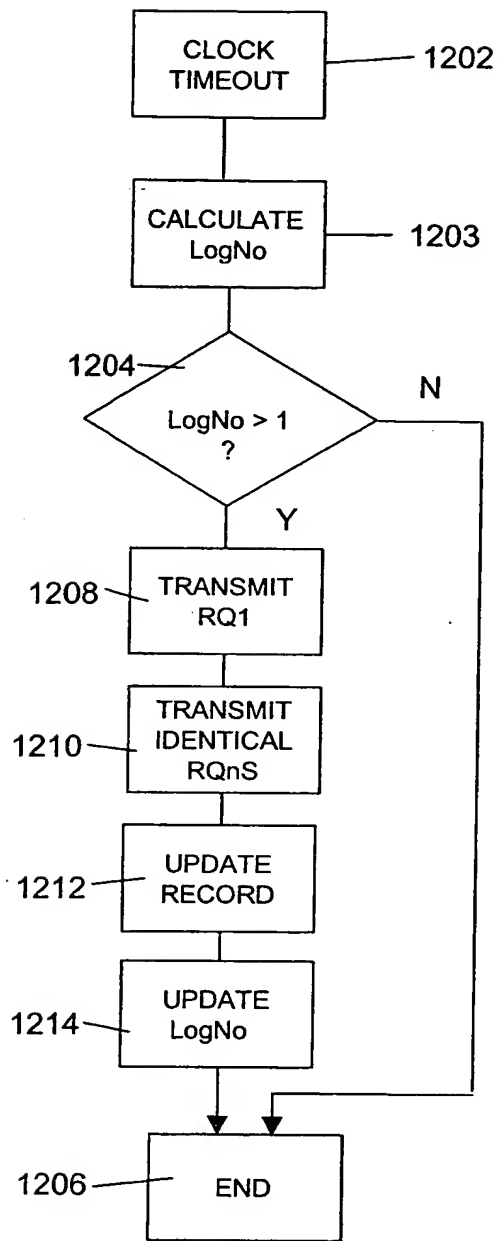 CLOCK
TIMEOUT
1202
CALCULATE
LogNo
1203
1204
N
LogNo > 1
?
Y
1208
TRANSMIT
RQ1
1210
TRANSMIT
IDENTICAL
RQnS
1212
UPDATE
RECORD
1214
UPDATE
LogNo
1206
END